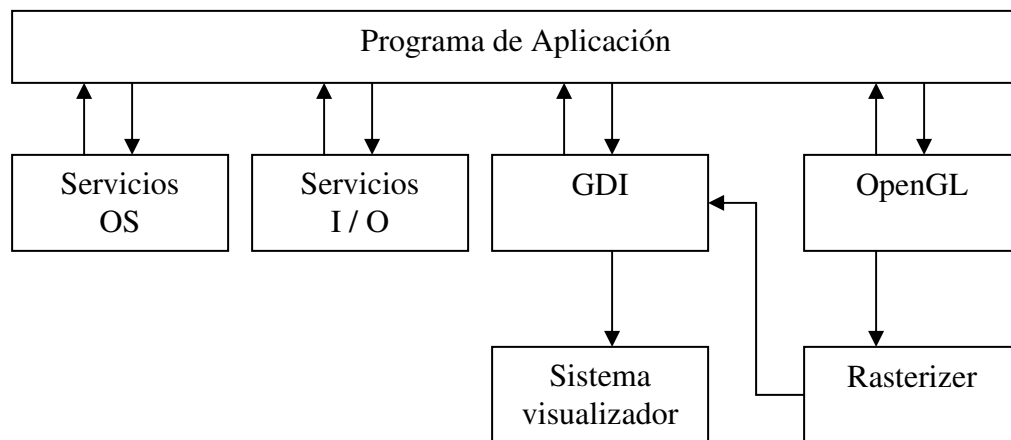 Programa de Aplicación
Servicios
OS
Servicios
I / O
GDI
OpenGL
Sistema
visualizador
Rasterizer